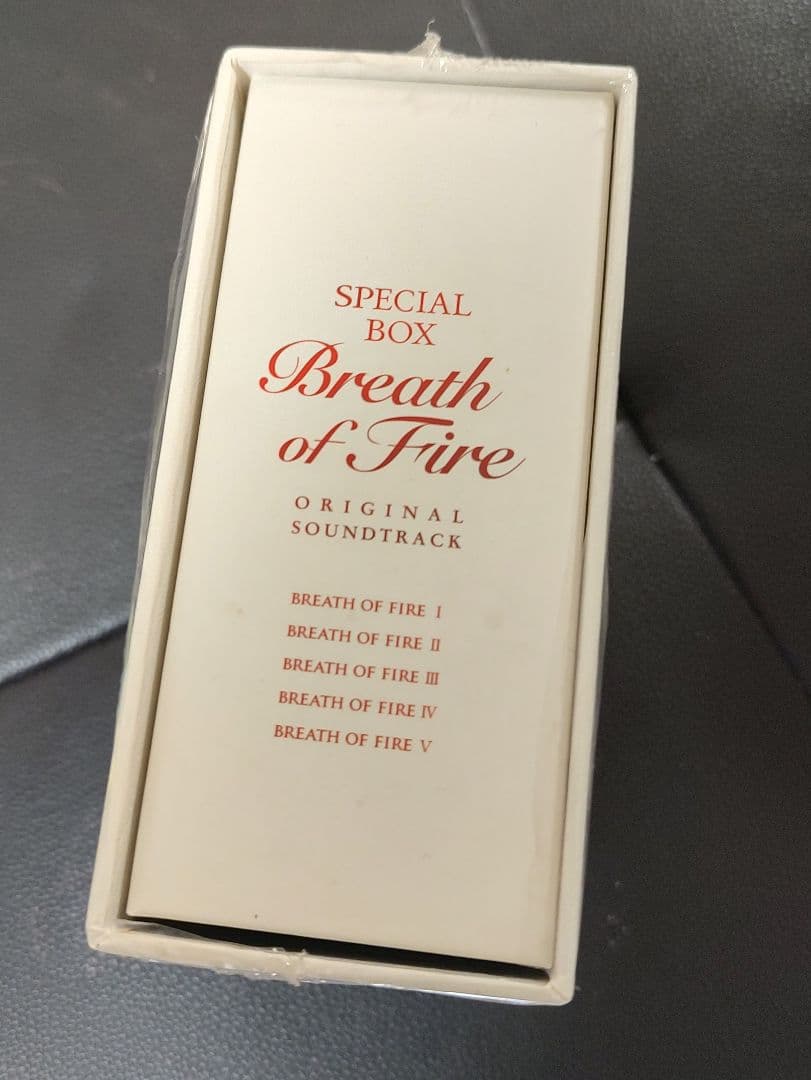 SPECIAL
BOX
Breath
of Fire
ORIGINAL
SOUNDTRACK
BREATH OF FIRE I
BREATH OF FIRE II
BREATH OF FIRE III
BREATH OF FIRE IV
BREATH OF FIRE V